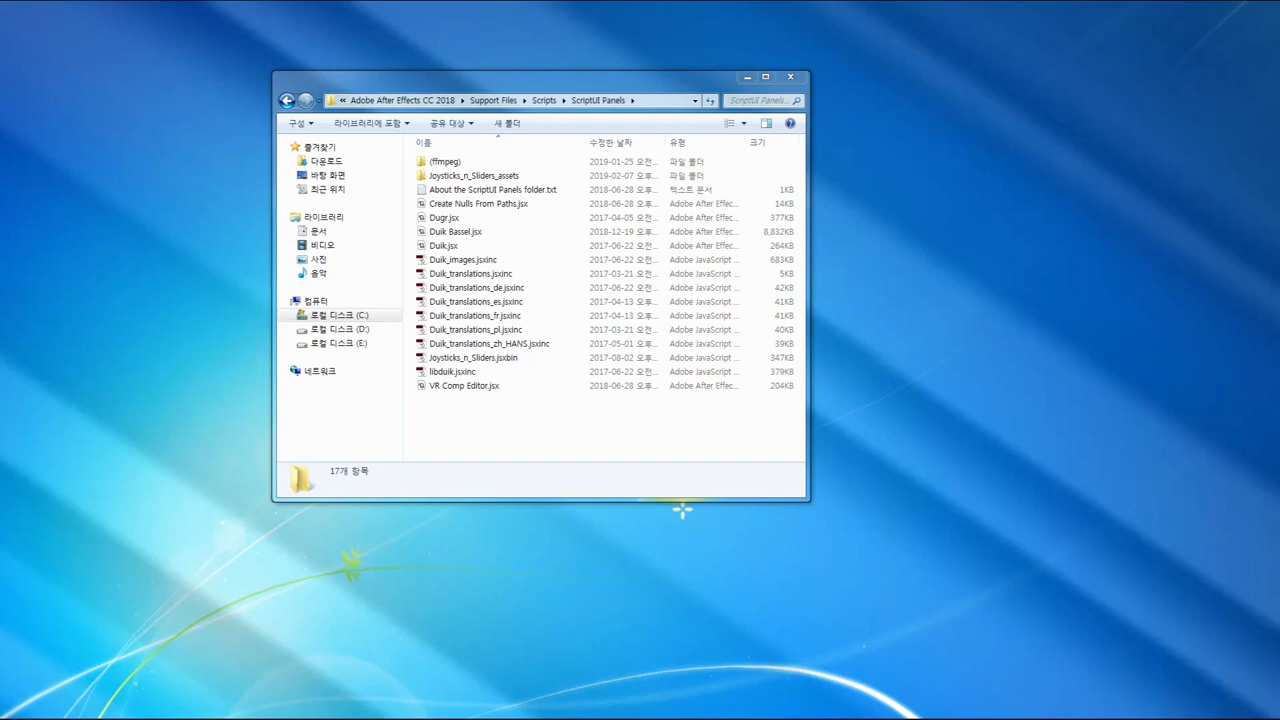 « Adobe After Effects CC 2018 ▸ Support Files ▸ Scripts ▸ ScriptUI Panels ▸ ScriptUI Panels...
구성 ▾ 라이브러리에 포함 ▾ 공유 대상 ▾ 새 폴더
이름 수정한 날짜 유형 크기
즐겨찾기
다운로드
바탕 화면
최근 위치
라이브러리
문서
비디오
사진
음악
컴퓨터
로컬 디스크 (C:)
로컬 디스크 (D:)
로컬 디스크 (E:)
네트워크
(ffmpeg) 2019-01-25 오전... 파일 폴더
Joysticks_n_Sliders_assets 2019-02-07 오후... 파일 폴더
About the ScriptUI Panels folder.txt 2018-06-28 오후... 텍스트 문서 1KB
Create Nulls From Paths.jsx 2018-06-28 오후... Adobe After Effec... 14KB
Dugr.jsx 2017-04-05 오후... Adobe After Effec... 377KB
Duik Bassel.jsx 2018-12-19 오후... Adobe After Effec... 8,832KB
Duik.jsx 2017-06-22 오전... Adobe After Effec... 264KB
Duik_images.jsxinc 2017-06-22 오전... Adobe JavaScript ... 683KB
Duik_translations.jsxinc 2017-03-21 오전... Adobe JavaScript ... 5KB
Duik_translations_de.jsxinc 2017-06-22 오전... Adobe JavaScript ... 42KB
Duik_translations_es.jsxinc 2017-04-13 오전... Adobe JavaScript ... 41KB
Duik_translations_fr.jsxinc 2017-04-13 오전... Adobe JavaScript ... 41KB
Duik_translations_pl.jsxinc 2017-03-21 오전... Adobe JavaScript ... 40KB
Duik_translations_zh_HANS.jsxinc 2017-05-01 오후... Adobe JavaScript ... 39KB
Joysticks_n_Sliders.jsxbin 2017-08-02 오후... Adobe JavaScript ... 347KB
libduik.jsxinc 2017-06-22 오전... Adobe JavaScript ... 379KB
VR Comp Editor.jsx 2018-06-28 오후... Adobe After Effec... 204KB
17개 항목